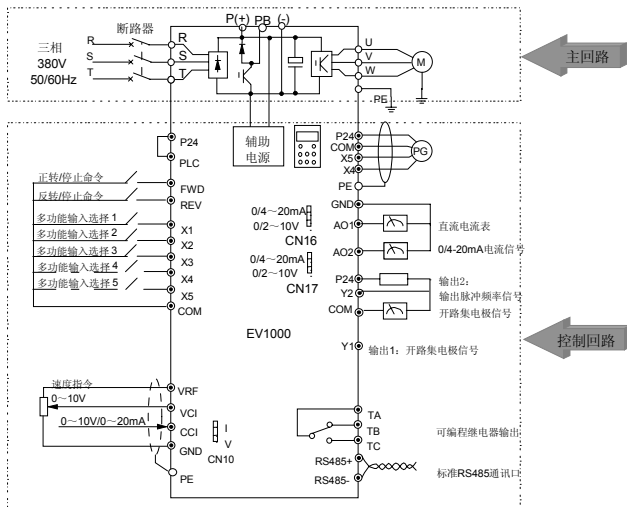 P(+) PB (-)
断路器
三相
380V
50/60Hz
R
S
T
R
S
T
U
V
W
M
PE
主回路
辅助
电源
P24
PLC
正转/停止命令
FWD
反转/停止命令
REV
多功能输入选择1
X1
多功能输入选择2
X2
多功能输入选择3
X3
多功能输入选择4
X4
多功能输入选择5
X5
COM
0/4～20mA
0/2～10V
CN16
0/4～20mA
0/2～10V
CN17
EV1000
P24
COM
X5
X4
PG
PE
GND
AO1
直流电流表
AO2
0/4-20mA电流信号
P24
输出2：
Y2
输出脉冲频率信号
COM
开路集电极信号
Y1
输出1：开路集电极信号
控制回路
速度指令
VRF
0～10V
VCI
0～10V/0～20mA
CCI
GND
PE
I
V
CN10
TA
TB
TC
可编程继电器输出
RS485+
RS485-
标准RS485通讯口